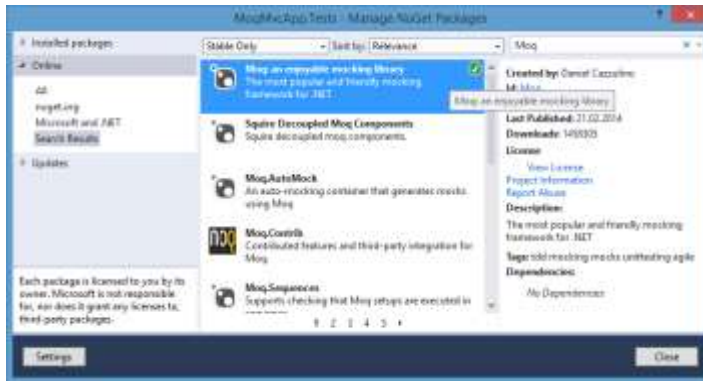 MoqMvcApp.Tests - Manage NuGet Packages
?
Installed packages
Online
All
nuget.org
Microsoft and .NET
Search Results
Updates
Each package is licensed to you by its
owner. Microsoft is not responsible
for, nor does it grant any licenses to,
third-party packages.
Settings
Stable Only
Sort by: Relevance
Moq: an enjoyable mocking library
The most popular and friendly mocking
framework for .NET
Squire Decoupled Moq Components
Squire decoupled moq components.
Moq.AutoMock
An auto-mocking container that generates mocks
using Moq
moq
Moq.Contrib
Contributed features and third-party integration for
Moq
Moq.Sequences
Supports checking that Moq setups are executed in
1 2 3 4 5
Moq
Created by: Daniel Cazzulino
Id: Moq
Moq: an enjoyable mocking library
Last Published: 21.02.2014
Downloads:
License
View License
Project Information
Report Abuse
Description:
The most popular and friendly mocking
framework for .NET
Tags: tdd mocking mocks unittesting agile
Dependencies:
No Dependencies
Close